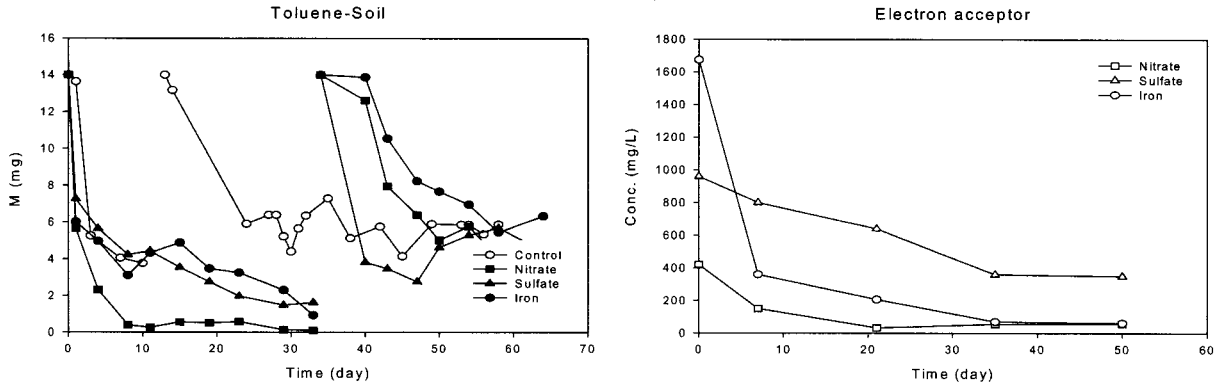 Toluene-Soil
16
14
12
10
8
6
4
2
0
M (mg)
Control
Nitrate
Sulfate
Iron
0 10 20 30 40 50 60 70
Time (day)
Electron acceptor
1800
1600
1400
1200
1000
800
600
400
200
0
Conc. (mg/L)
Nitrate
Sulfate
Iron
0 10 20 30 40 50 60
Time (day)